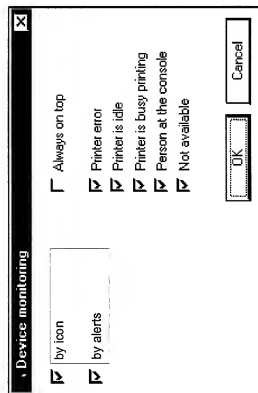 Device monitoring
by icon
Always on top
by alerts
Printer error
Printer is idle
Printer is busy printing
Person at the console
Not available
OK
Cancel